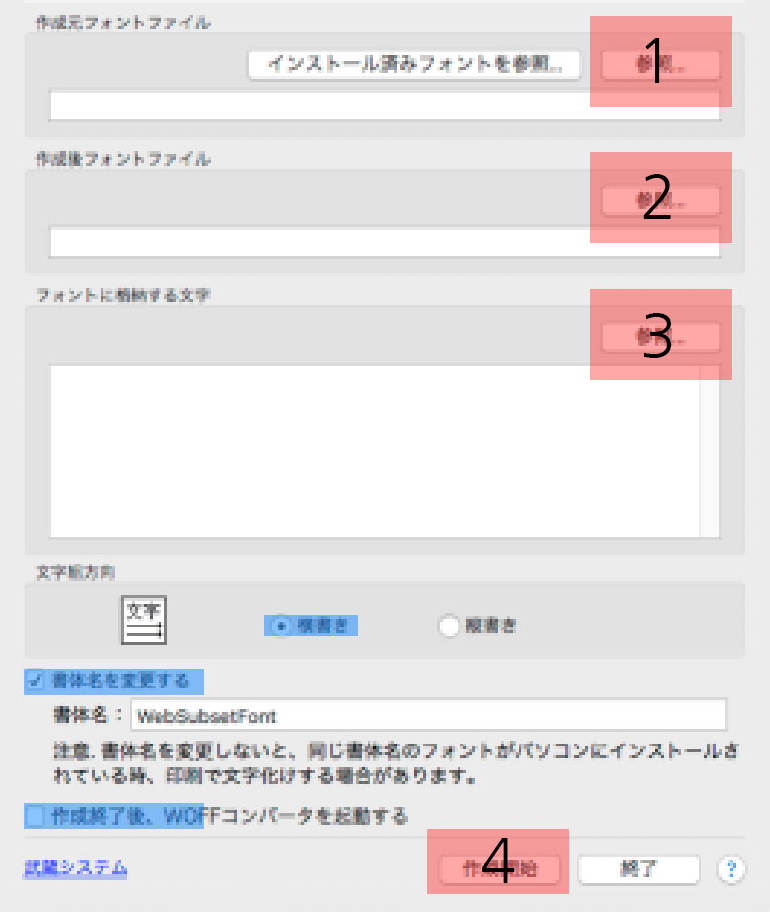 作成元フォントファイル
インストール済みフォントを参照... 参照...
1
作成後フォントファイル
参照...
2
フォントに格納する文字
参照...
3
文字組方向
文字 横書き 縦書き
書体名を変更する
書体名： WebSubsetFont
注意. 書体名を変更しないと、同じ書体名のフォントがパソコンにインストールさ
れている時、印刷で文字化けする場合があります。
作成終了後、WOFFコンバータを起動する
4
武蔵システム 作成開始 終了 ?